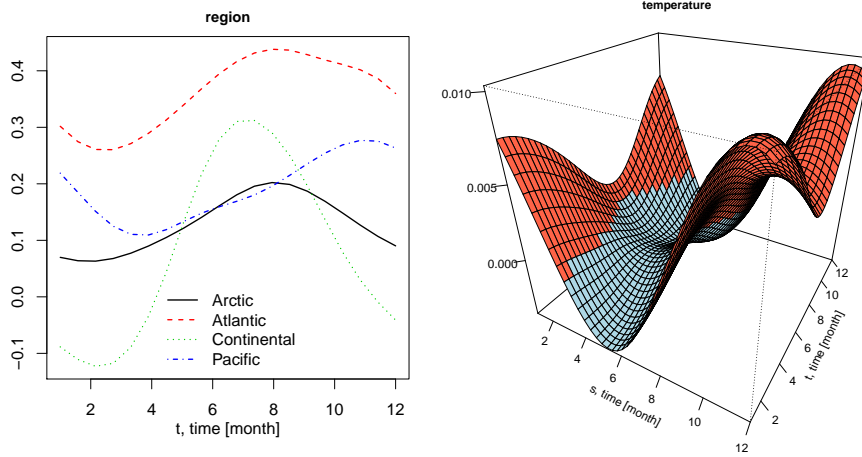 region
0.4
0.3
0.2
0.1
0.0
−0.1
Arctic
Atlantic
Continental
Pacific
2 4 6 8 10 12
t, time [month]
temperature
0.010
0.005
0.000
2 4 6 8 10 12
s, time [month]
2 4 6 8 10 12
t, time [month]